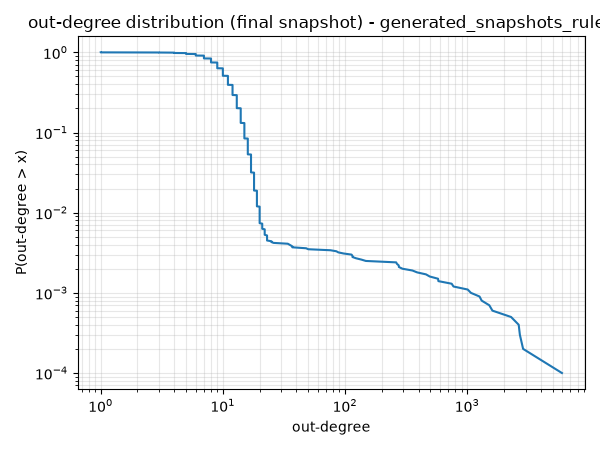 out-degree distribution (final snapshot) - generated_snapshots_rule
P(out-degree > x)
10⁰
10⁻¹
10⁻²
10⁻³
10⁻⁴
10⁰ 10¹ 10² 10³
out-degree